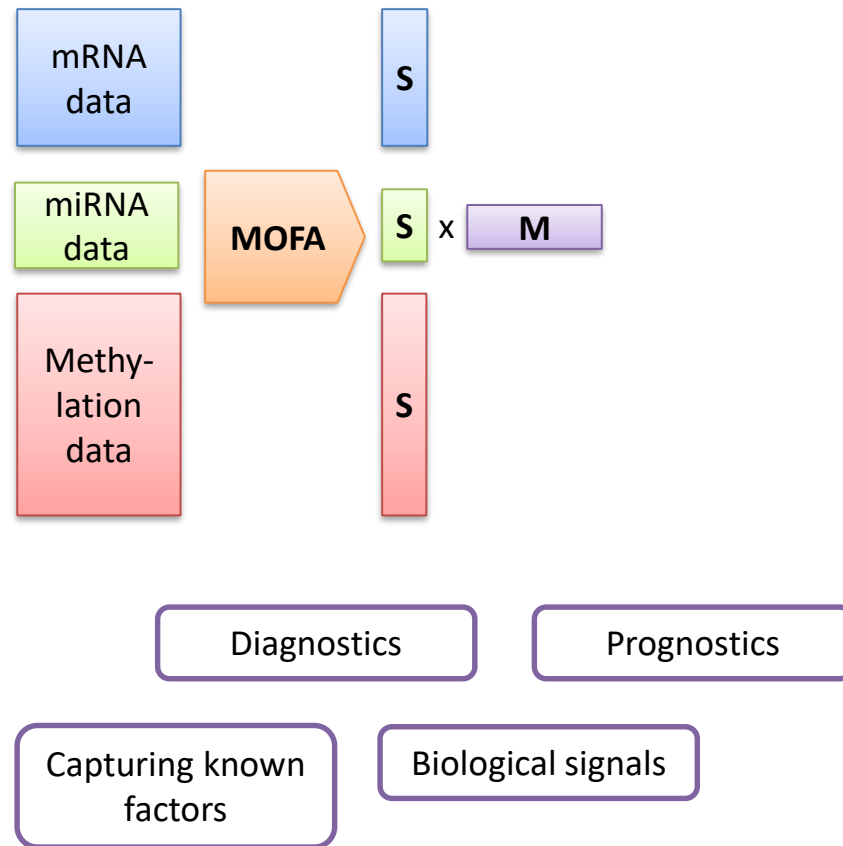 mRNA
data
S
miRNA
data
MOFA
S x M
Methy-
lation
data
S
Diagnostics
Prognostics
Capturing known
factors
Biological signals